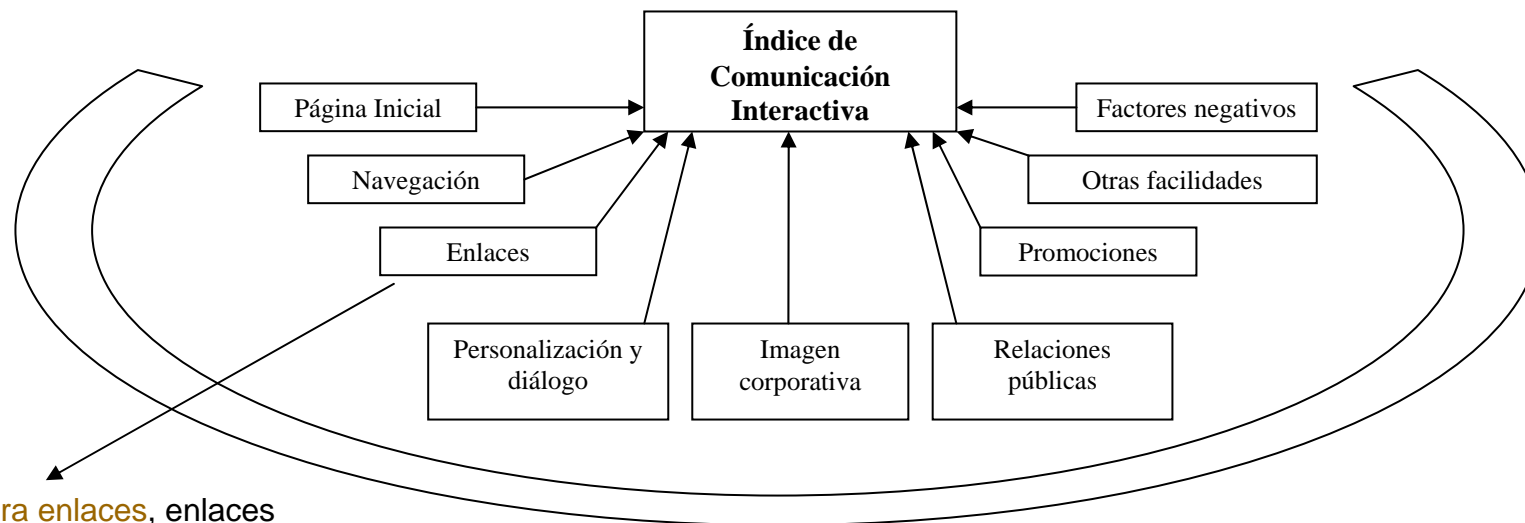 Índice de
Comunicación
Interactiva
Página Inicial
Factores negativos
Navegación
Otras facilidades
Enlaces
Promociones
Personalización y
diálogo
Imagen
corporativa
Relaciones
públicas
enlaces, enlaces